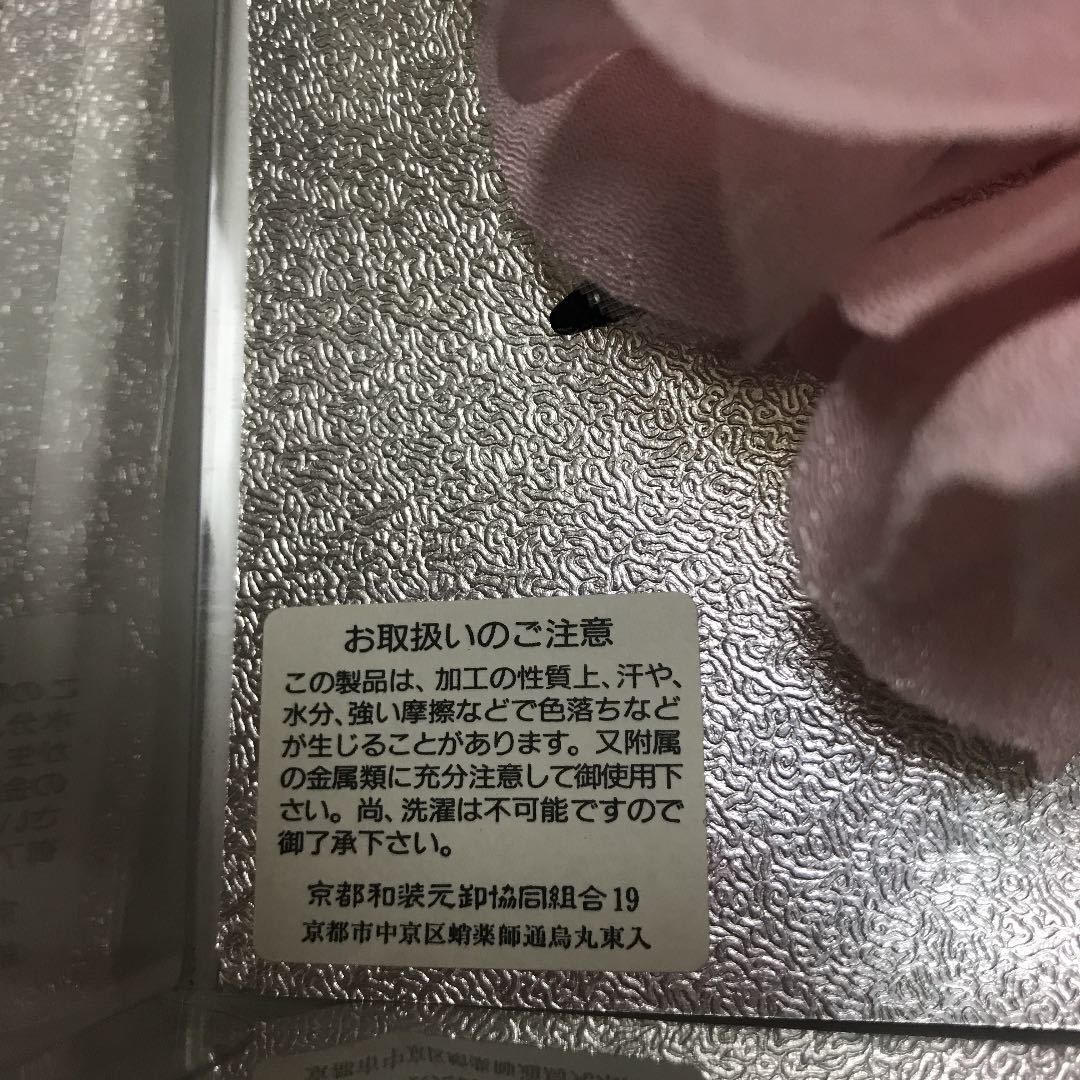 お取扱いのご注意
この製品は、加工の性質上、汗や、
水分、強い摩擦などで色落ちなど
が生じることがあります。又附属
の金属類に充分注意して御使用下
さい。尚、洗濯は不可能ですので
御了承下さい。
京都和装元卸協同組合19
京都市中京区蛸薬師通烏丸東入